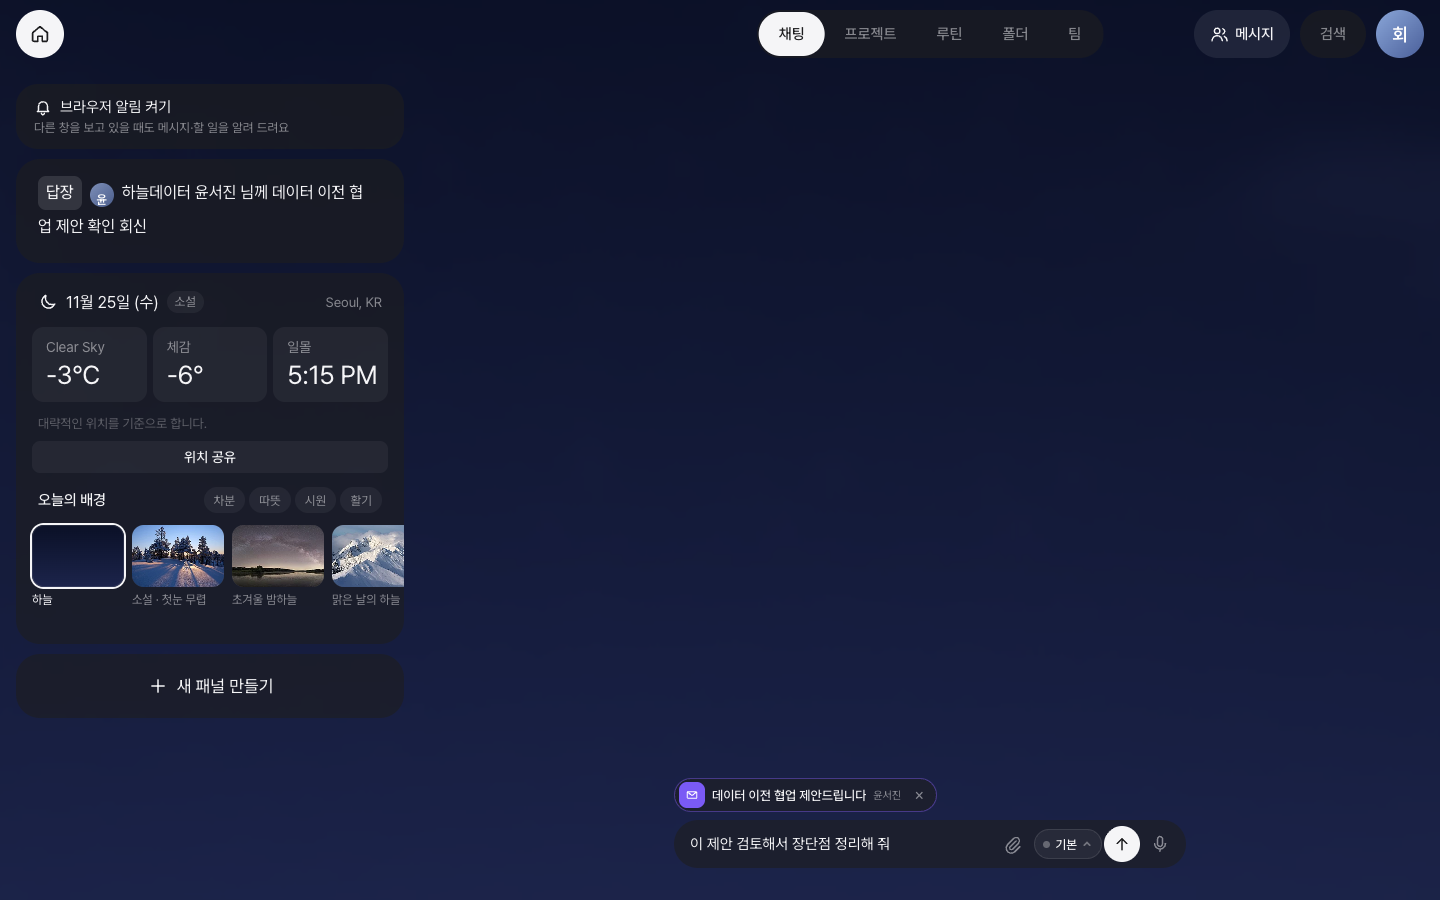 채팅 프로젝트 루틴 폴더 팀 메시지 검색 회
브라우저 알림 켜기
다른 창을 보고 있을 때도 메시지·할 일을 알려 드려요
답장 윤 하늘데이터 윤서진 님께 데이터 이전 협
업 제안 확인 회신
11월 25일 (수) 소설 Seoul, KR
Clear Sky 체감 일몰
-3°C -6° 5:15 PM
대략적인 위치를 기준으로 합니다.
위치 공유
오늘의 배경 차분 따뜻 시원 활기
하늘 소설 · 첫눈 무렵 초겨울 밤하늘 맑은 날의 하늘
새 패널 만들기
데이터 이전 협업 제안드립니다 윤서진
이 제안 검토해서 장단점 정리해 줘 기본